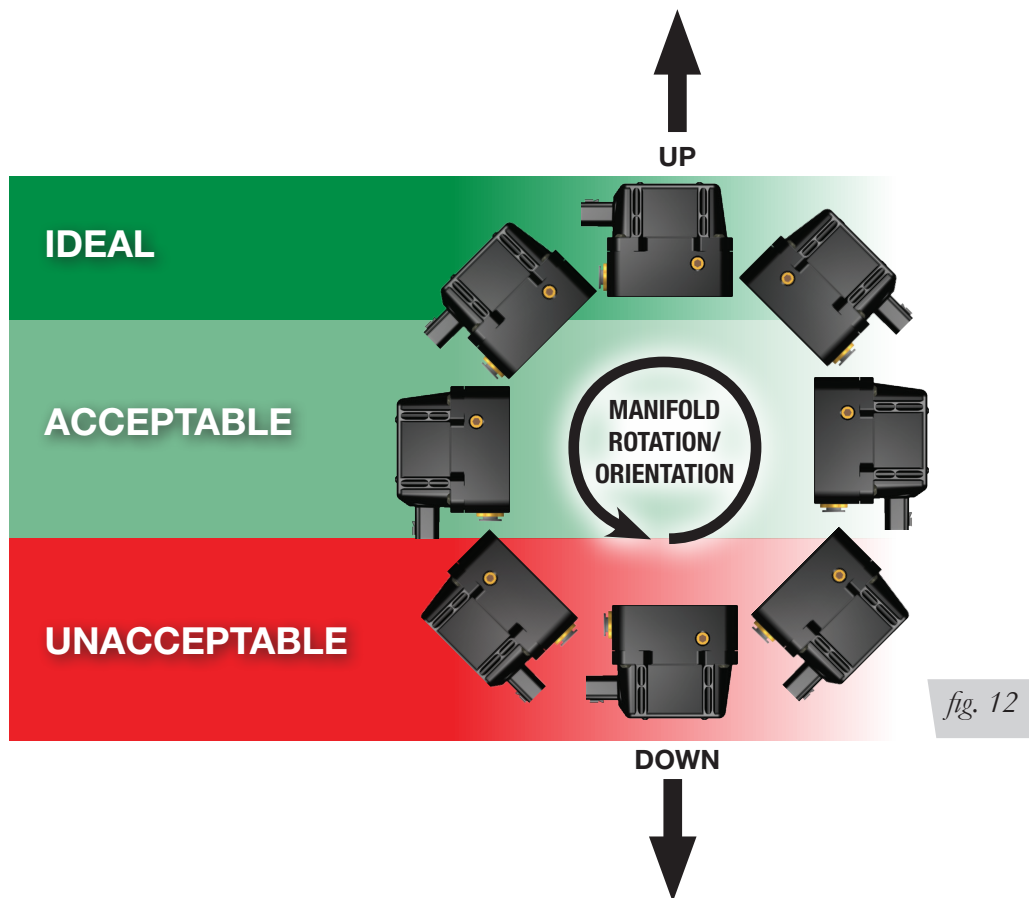 UP
IDEAL
ACCEPTABLE
MANIFOLD
ROTATION/
ORIENTATION
UNACCEPTABLE
fig. 12
DOWN